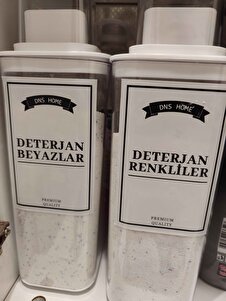 DNS HOME
DETERJAN
BEYAZLAR
PREMIUM
QUALITY
DNS HOME
DETERJAN
RENKLİLER
PREMIUM
QUALITY